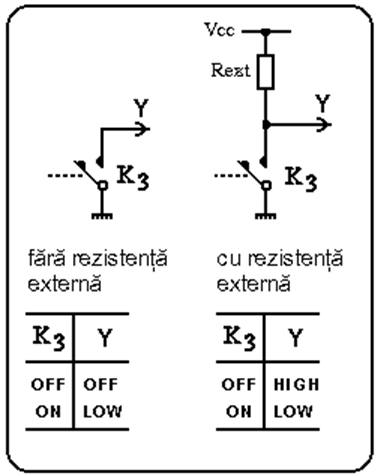 Vcc
Rext
Y
Y
K3
K3
fără rezistență
externă
cu rezistență
externă
K3 Y
OFF OFF
ON LOW
K3 Y
OFF HIGH
ON LOW